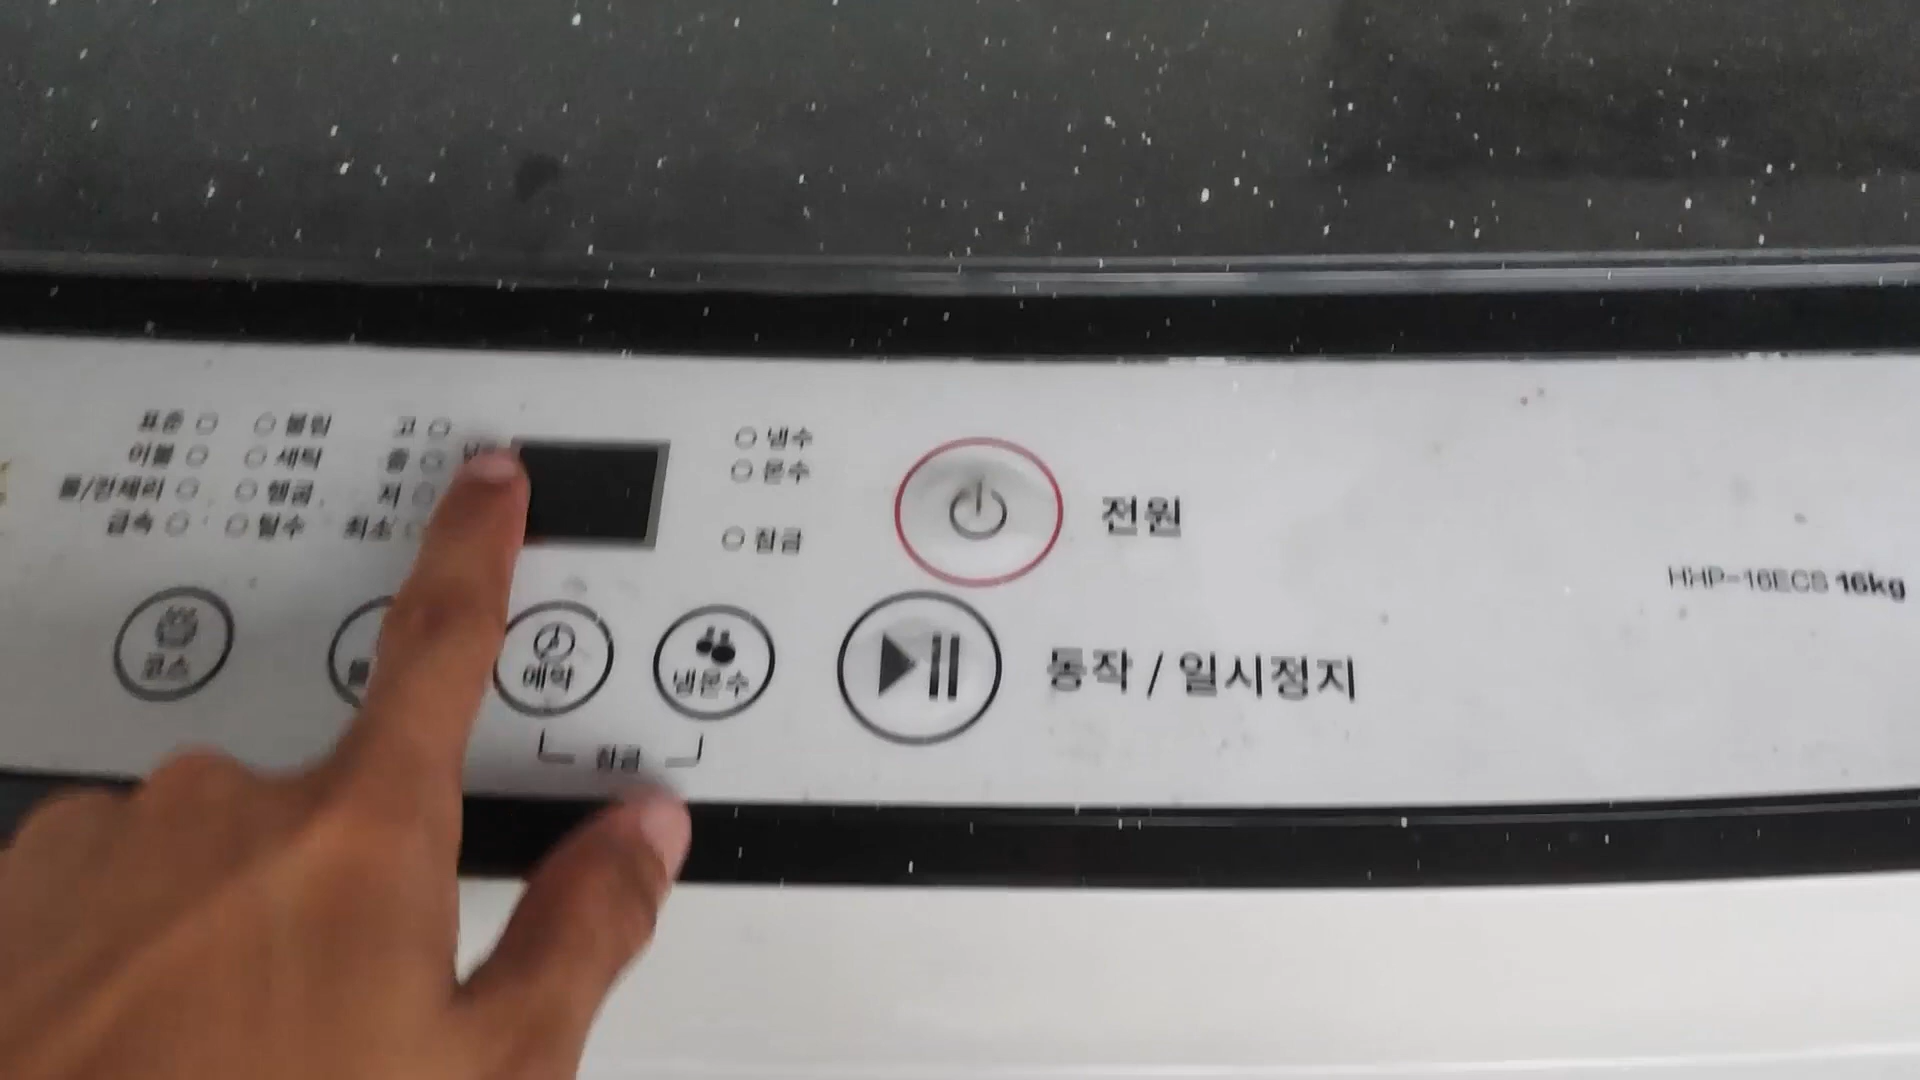 표준 불림 고 냉수
이불 세탁 중 온수
울/란제리 헹굼 저
급속 탈수 최소 잠금
전원
HHP-16ECS 16kg
코스 예약 냉온수
동작 / 일시정지
잠금